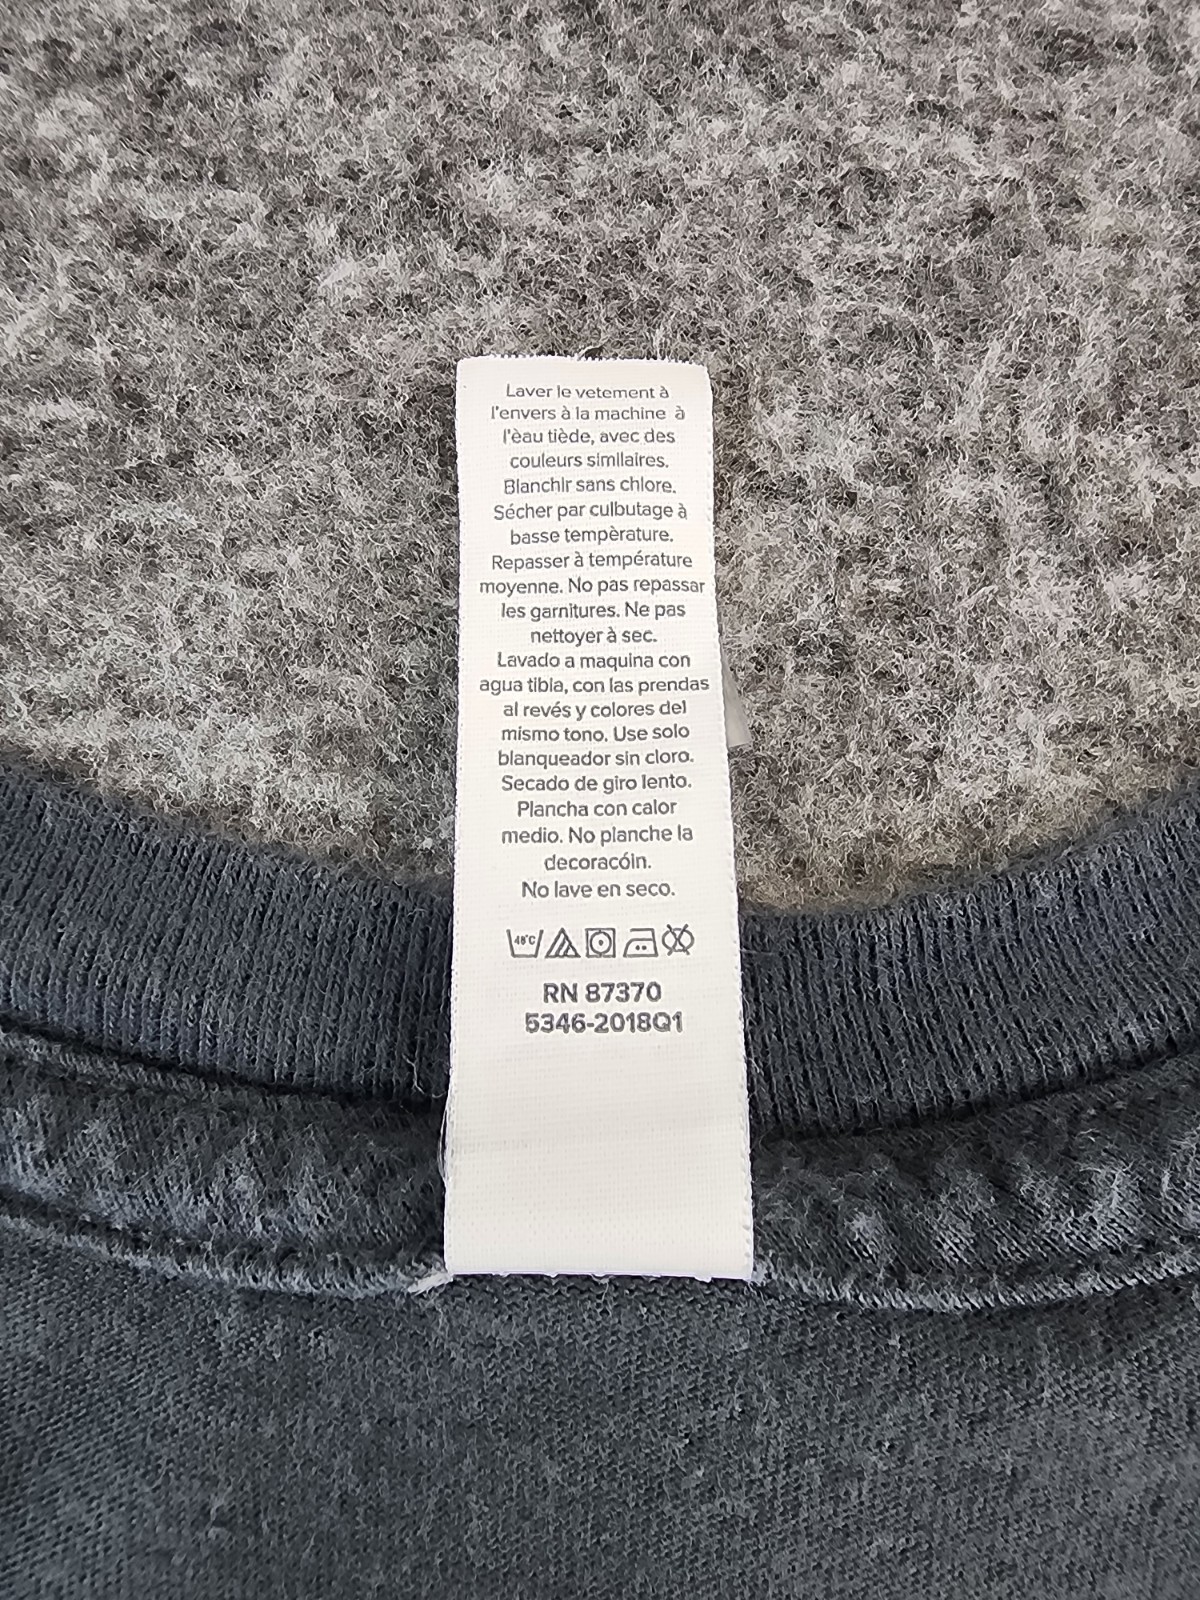 Laver le vetement à
l'envers à la machine à
l'èau tiède, avec des
couleurs similaires.
Blanchir sans chlore.
Sécher par culbutage à
basse tempèrature.
Repasser à température
moyenne. No pas repassar
les garnitures. Ne pas
nettoyer à sec.
Lavado a maquina con
agua tibia, con las prendas
al revés y colores del
mismo tono. Use solo
blanqueador sin cloro.
Secado de giro lento.
Plancha con calor
medio. No planche la
decoracóin.
No lave en seco.
40°C
RN 87370
5346-2018Q1